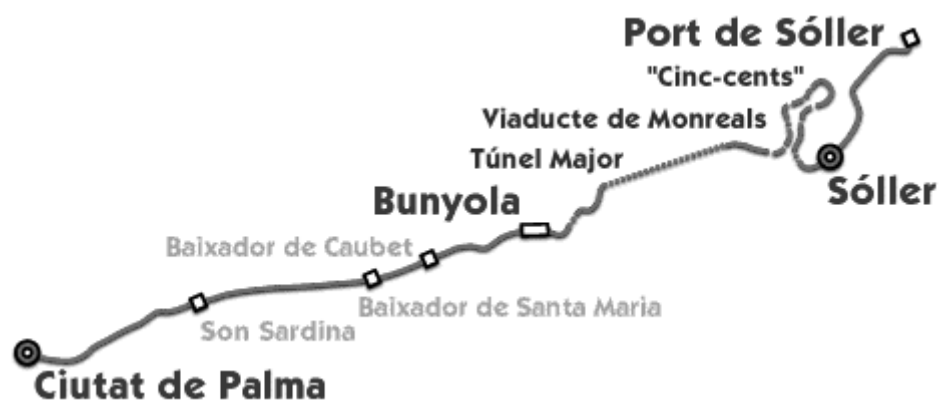 Port de Sóller
"Cinc-cents"
Viaducte de Monreals
Túnel Major
Sóller
Bunyola
Baixador de Caubet
Baixador de Santa Maria
Son Sardina
Ciutat de Palma